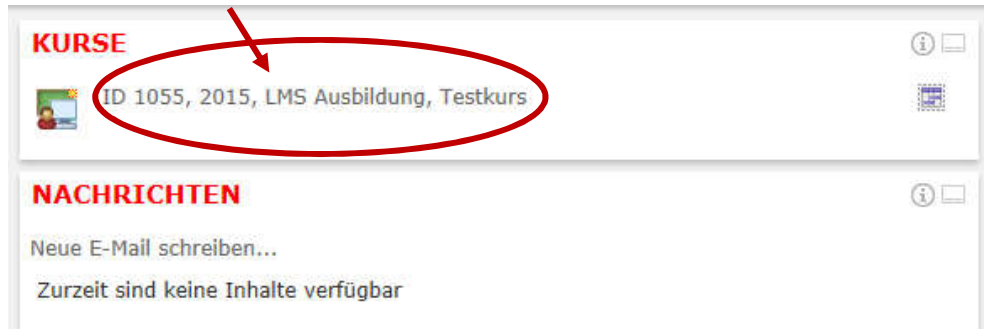 KURSE
ID 1055, 2015, LMS Ausbildung, Testkurs
NACHRICHTEN
Neue E-Mail schreiben...
Zurzeit sind keine Inhalte verfügbar